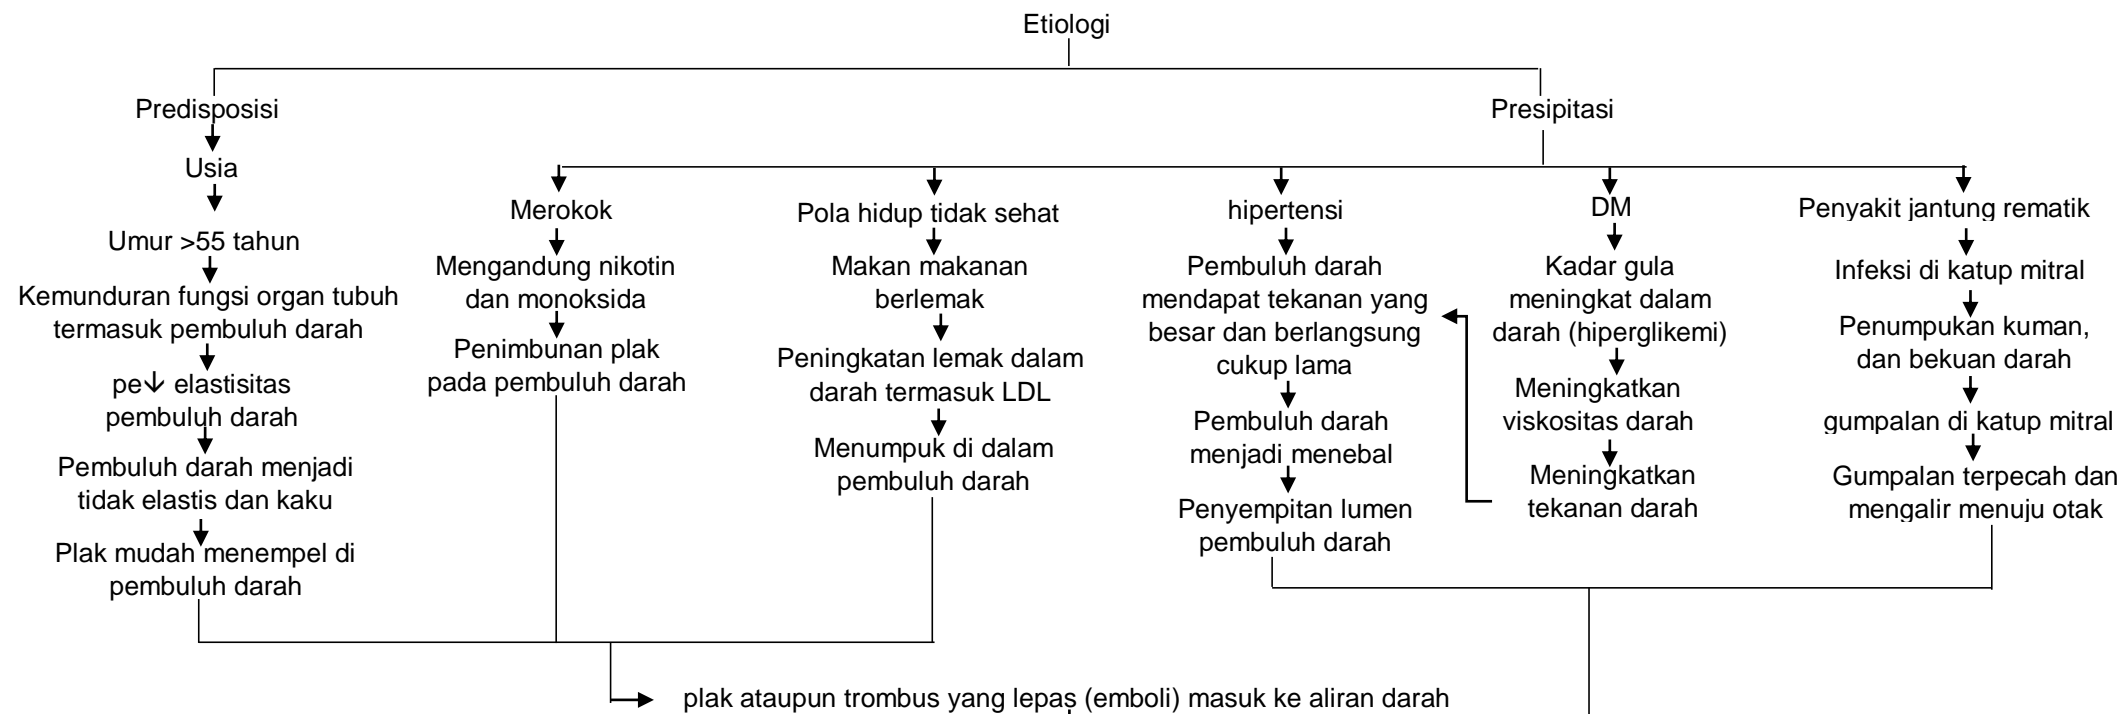 Etiologi
Predisposisi
Presipitasi
Usia
Umur >55 tahun
Kemunduran fungsi organ tubuh
termasuk pembuluh darah
pe↓ elastisitas
pembuluh darah
Pembuluh darah menjadi
tidak elastis dan kaku
Plak mudah menempel di
pembuluh darah
Merokok
Mengandung nikotin
dan monoksida
Penimbunan plak
pada pembuluh darah
Pola hidup tidak sehat
Makan makanan
berlemak
Peningkatan lemak dalam
darah termasuk LDL
Menumpuk di dalam
pembuluh darah
hipertensi
Pembuluh darah
mendapat tekanan yang
besar dan berlangsung
cukup lama
Pembuluh darah
menjadi menebal
Penyempitan lumen
pembuluh darah
DM
Kadar gula
meningkat dalam
darah (hiperglikemi)
Meningkatkan
viskositas darah
Meningkatkan
tekanan darah
Penyakit jantung rematik
Infeksi di katup mitral
Penumpukan kuman,
dan bekuan darah
gumpalan di katup mitral
Gumpalan terpecah dan
mengalir menuju otak
plak ataupun trombus yang lepas (emboli) masuk ke aliran darah